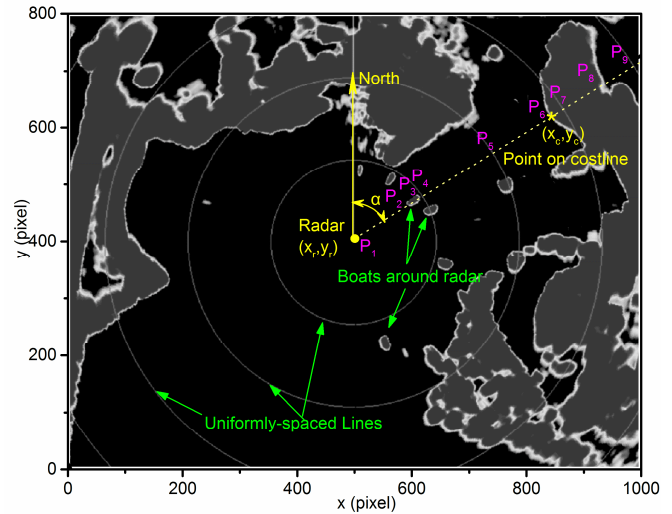 800
600
400
200
0
y (pixel)
0
200
400
600
800
1000
x (pixel)
North
α
Radar
(xr,yr)
P1
P2
P3
P4
P5
P6
P7
P8
P9
(xc,yc)
Point on costline
Boats around radar
Uniformly-spaced Lines